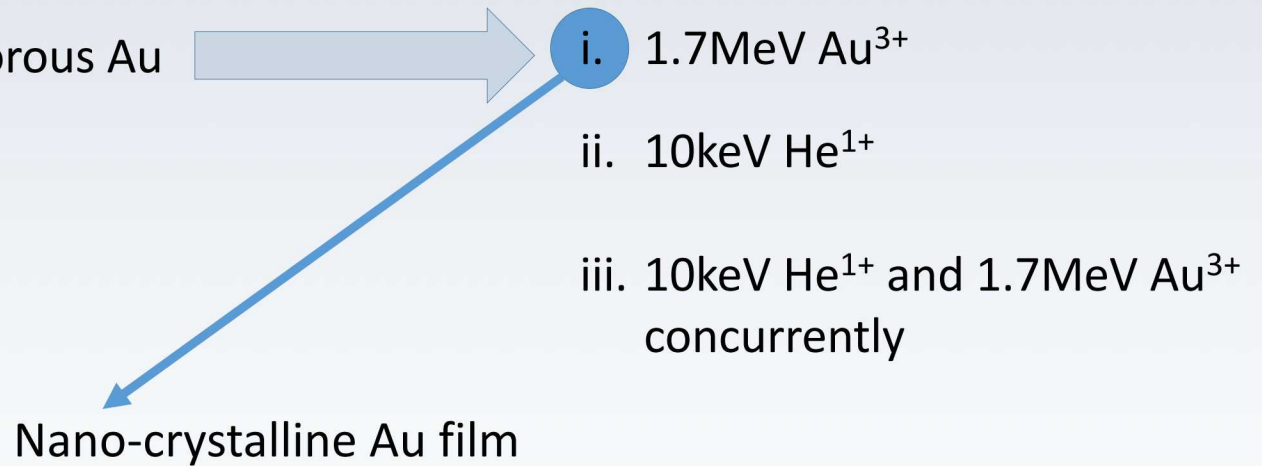 orous Au
i. 1.7MeV Au³⁺
ii. 10keV He¹⁺
iii. 10keV He¹⁺ and 1.7MeV Au³⁺
concurrently
Nano-crystalline Au film